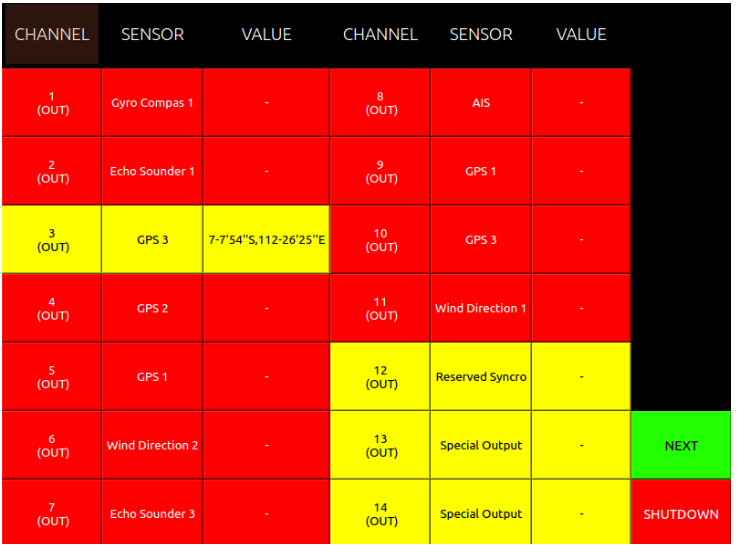 CHANNEL SENSOR VALUE CHANNEL SENSOR VALUE
1 (OUT) Gyro Compas 1 - 8 (OUT) AIS -
2 (OUT) Echo Sounder 1 - 9 (OUT) GPS 1 -
3 (OUT) GPS 3 7-7'54"S,112-26'25"E 10 (OUT) GPS 3 -
4 (OUT) GPS 2 - 11 (OUT) Wind Direction 1 -
5 (OUT) GPS 1 - 12 (OUT) Reserved Syncro -
6 (OUT) Wind Direction 2 - 13 (OUT) Special Output - NEXT
7 (OUT) Echo Sounder 3 - 14 (OUT) Special Output - SHUTDOWN